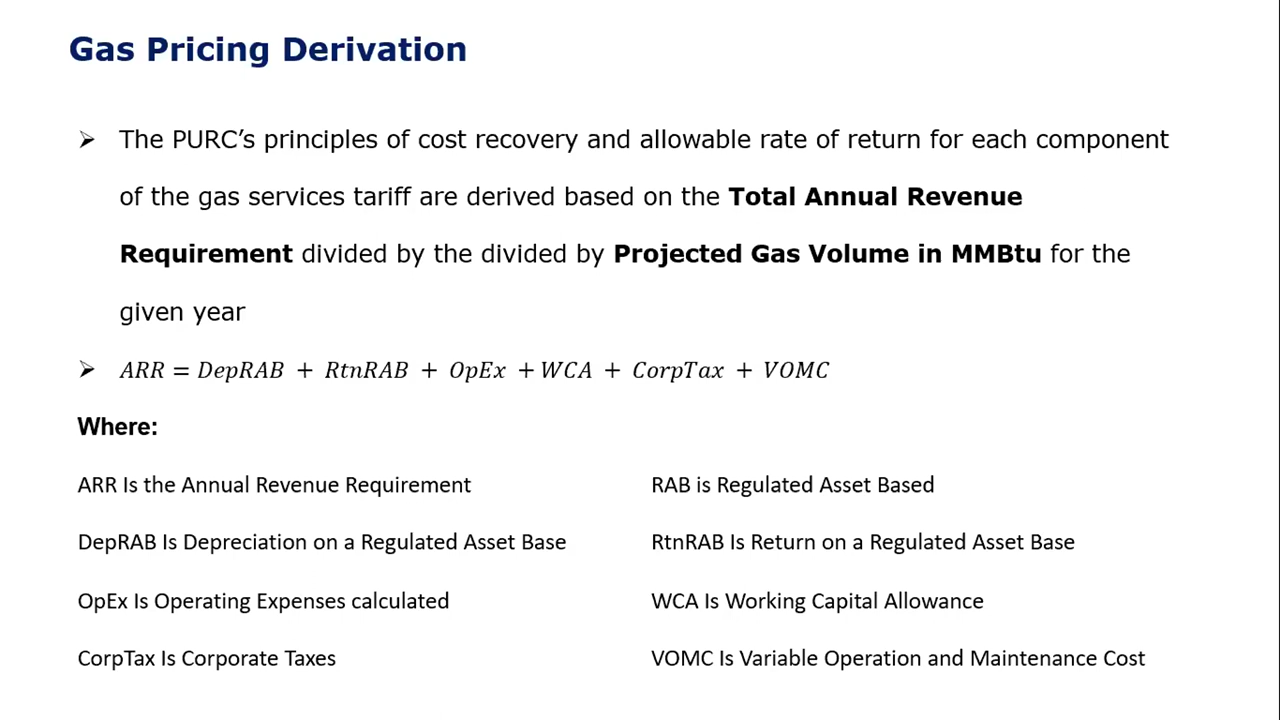 Gas Pricing Derivation
➢ The PURC’s principles of cost recovery and allowable rate of return for each component
of the gas services tariff are derived based on the Total Annual Revenue
Requirement divided by the divided by Projected Gas Volume in MMBtu for the
given year
➢ ARR = DepRAB + RtnRAB + OpEx + WCA + CorpTax + VOMC
Where:
ARR Is the Annual Revenue Requirement
RAB is Regulated Asset Based
DepRAB Is Depreciation on a Regulated Asset Base
RtnRAB Is Return on a Regulated Asset Base
OpEx Is Operating Expenses calculated
WCA Is Working Capital Allowance
CorpTax Is Corporate Taxes
VOMC Is Variable Operation and Maintenance Cost